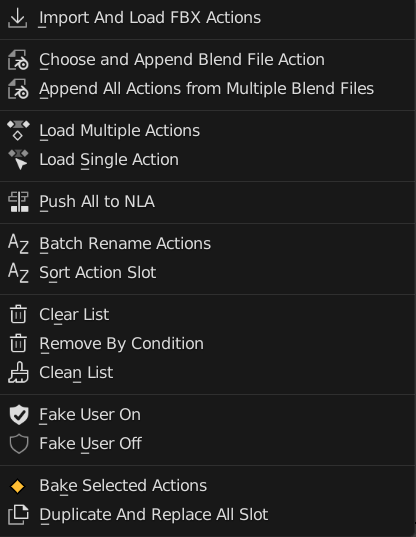 Import And Load FBX Actions
Choose and Append Blend File Action
Append All Actions from Multiple Blend Files
Load Multiple Actions
Load Single Action
Push All to NLA
Batch Rename Actions
Sort Action Slot
Clear List
Remove By Condition
Clean List
Fake User On
Fake User Off
Bake Selected Actions
Duplicate And Replace All Slot